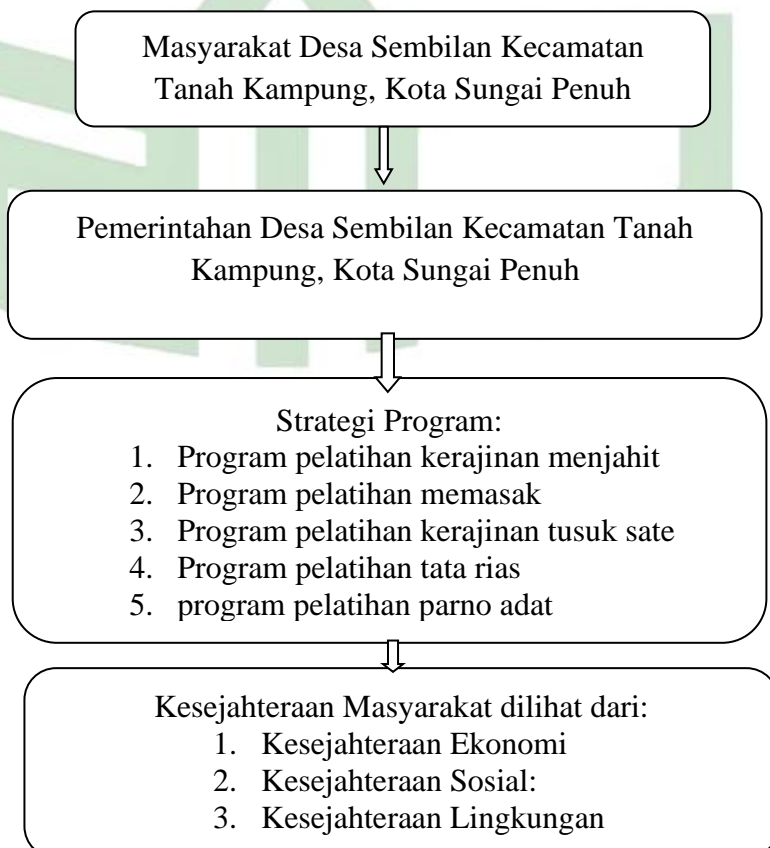 Masyarakat Desa Sembilan Kecamatan
Tanah Kampung, Kota Sungai Penuh
Pemerintahan Desa Sembilan Kecamatan Tanah
Kampung, Kota Sungai Penuh
Strategi Program:
1. Program pelatihan kerajinan menjahit
2. Program pelatihan memasak
3. Program pelatihan kerajinan tusuk sate
4. Program pelatihan tata rias
5. program pelatihan parno adat
Kesejahteraan Masyarakat dilihat dari:
1. Kesejahteraan Ekonomi
2. Kesejahteraan Sosial:
3. Kesejahteraan Lingkungan